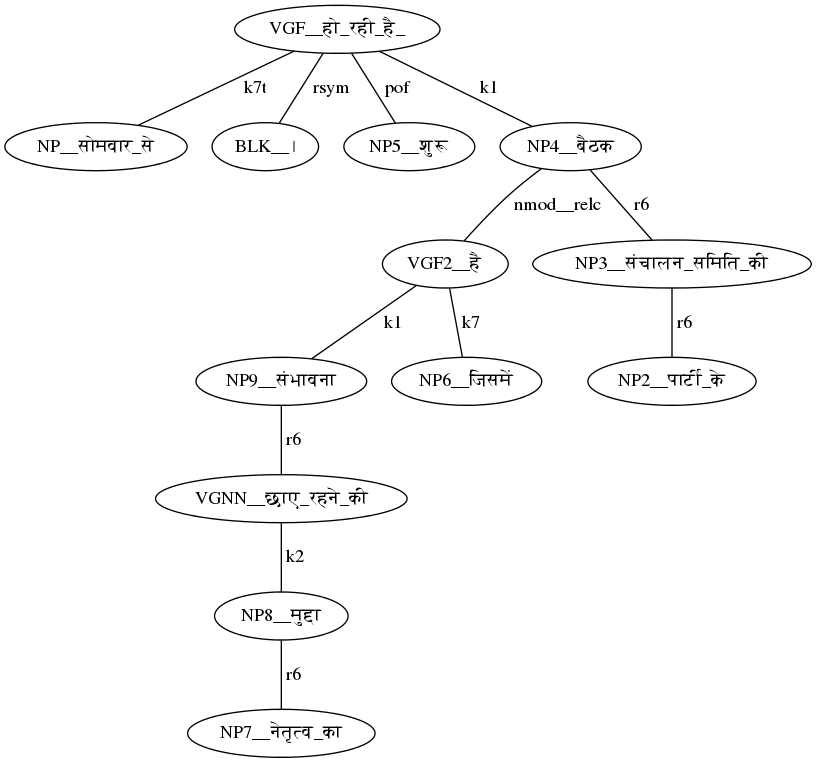 VGF__हो_रही_है_
k7t rsym pof k1
NP__सोमवार_से BLK__। NP5__शुरू NP4__बैठक
nmod__relc r6
VGF2__है NP3__संचालन_समिति_की
k1 k7 r6
NP9__संभावना NP6__जिसमें NP2__पार्टी_के
r6
VGNN__छाए_रहने_की
k2
NP8__मुद्दा
r6
NP7__नेतृत्व_का